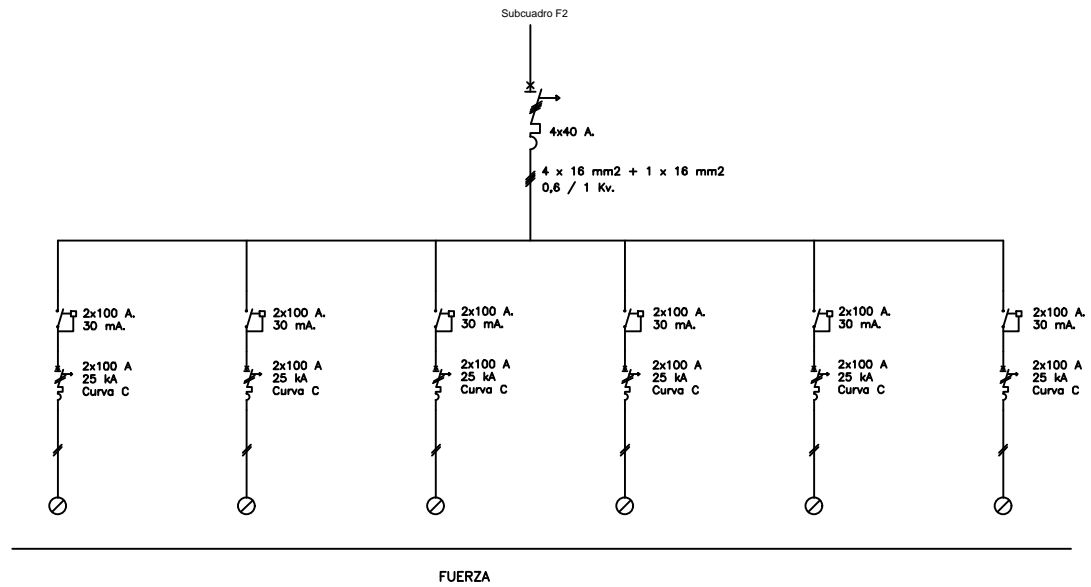 Subcuadro F2
4x40 A.
4 x 16 mm2 + 1 x 16 mm2
0,6 / 1 Kv.
2x100 A.
30 mA.
2x100 A
25 kA
Curva C
2x100 A.
30 mA.
2x100 A
25 kA
Curva C
2x100 A.
30 mA.
2x100 A
25 kA
Curva C
2x100 A.
30 mA.
2x100 A
25 kA
Curva C
2x100 A.
30 mA.
2x100 A
25 kA
Curva C
2x100 A.
30 mA.
2x100 A
25 kA
Curva C
FUERZA